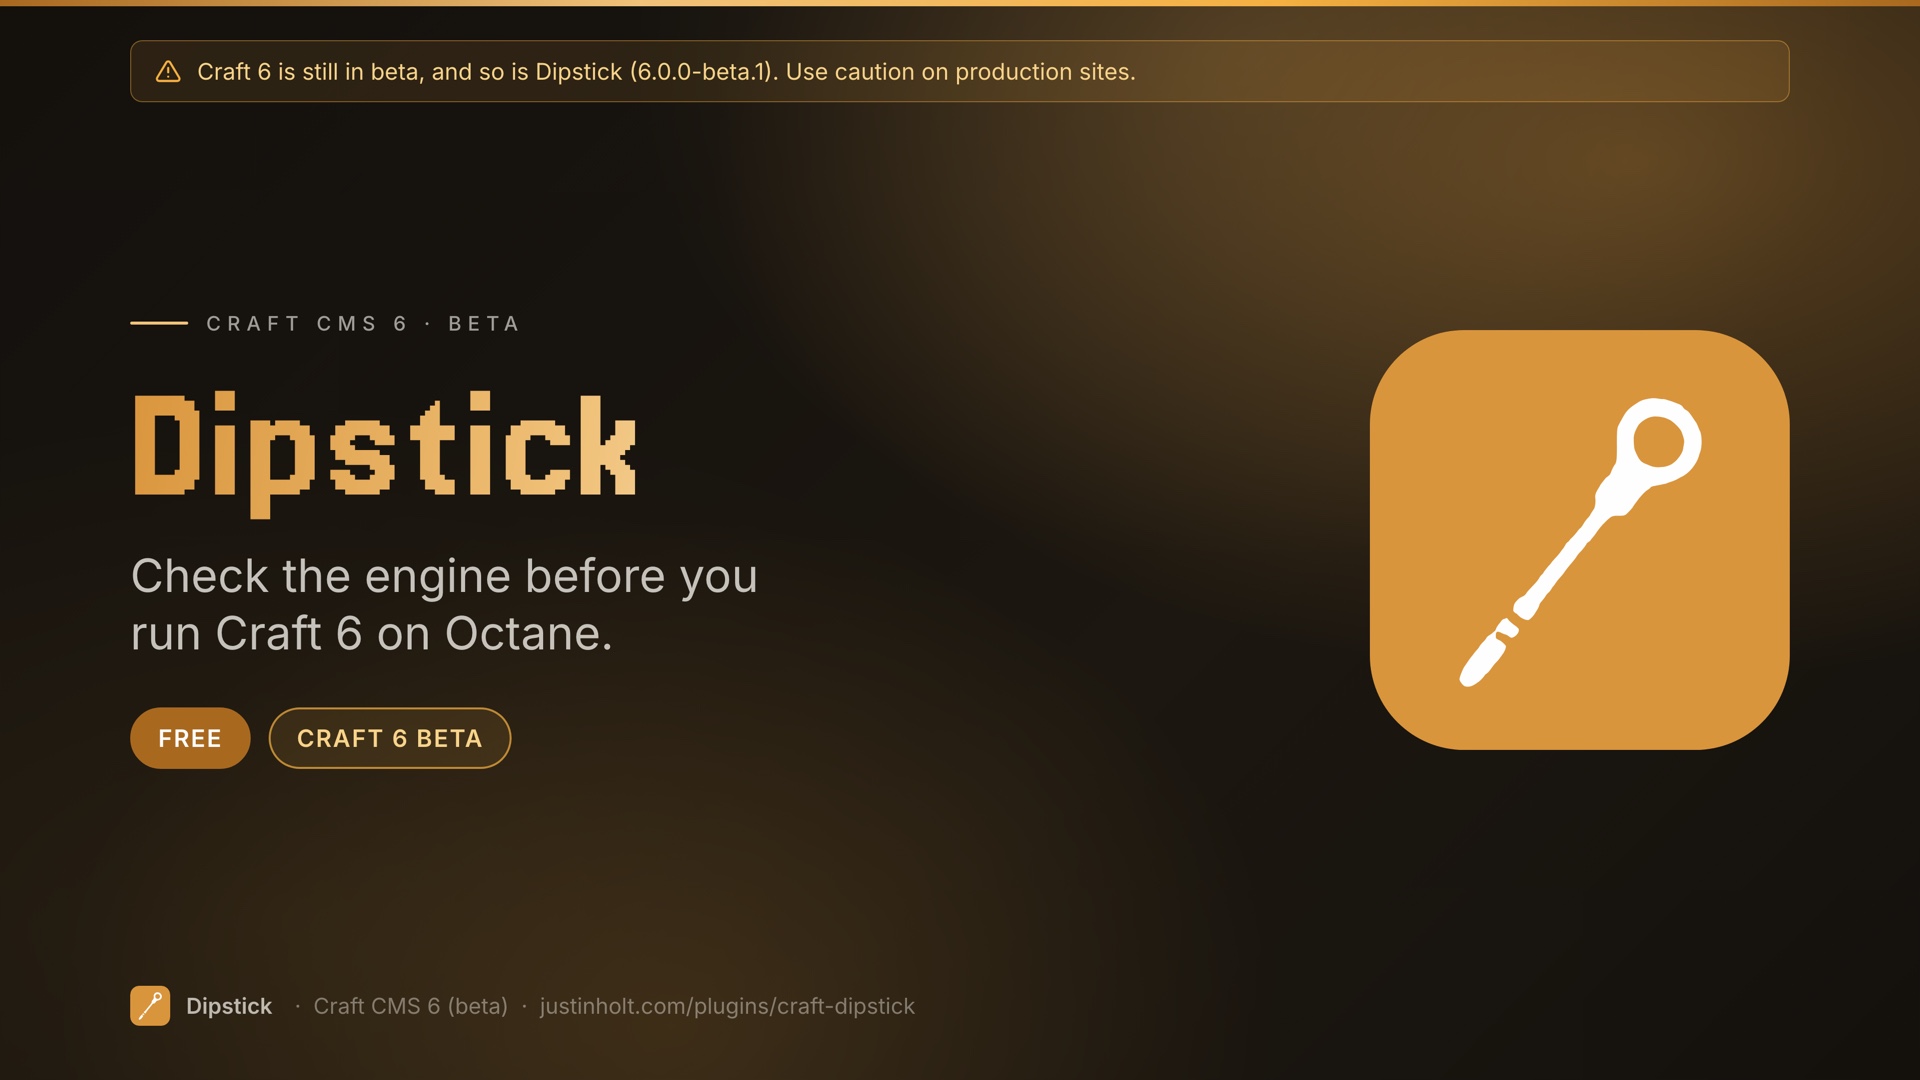 Craft 6 is still in beta, and so is Dipstick (6.0.0-beta.1). Use caution on production sites.
CRAFT CMS 6 · BETA
Dipstick
Check the engine before you
run Craft 6 on Octane.
FREE
CRAFT 6 BETA
Dipstick · Craft CMS 6 (beta) · justinholt.com/plugins/craft-dipstick